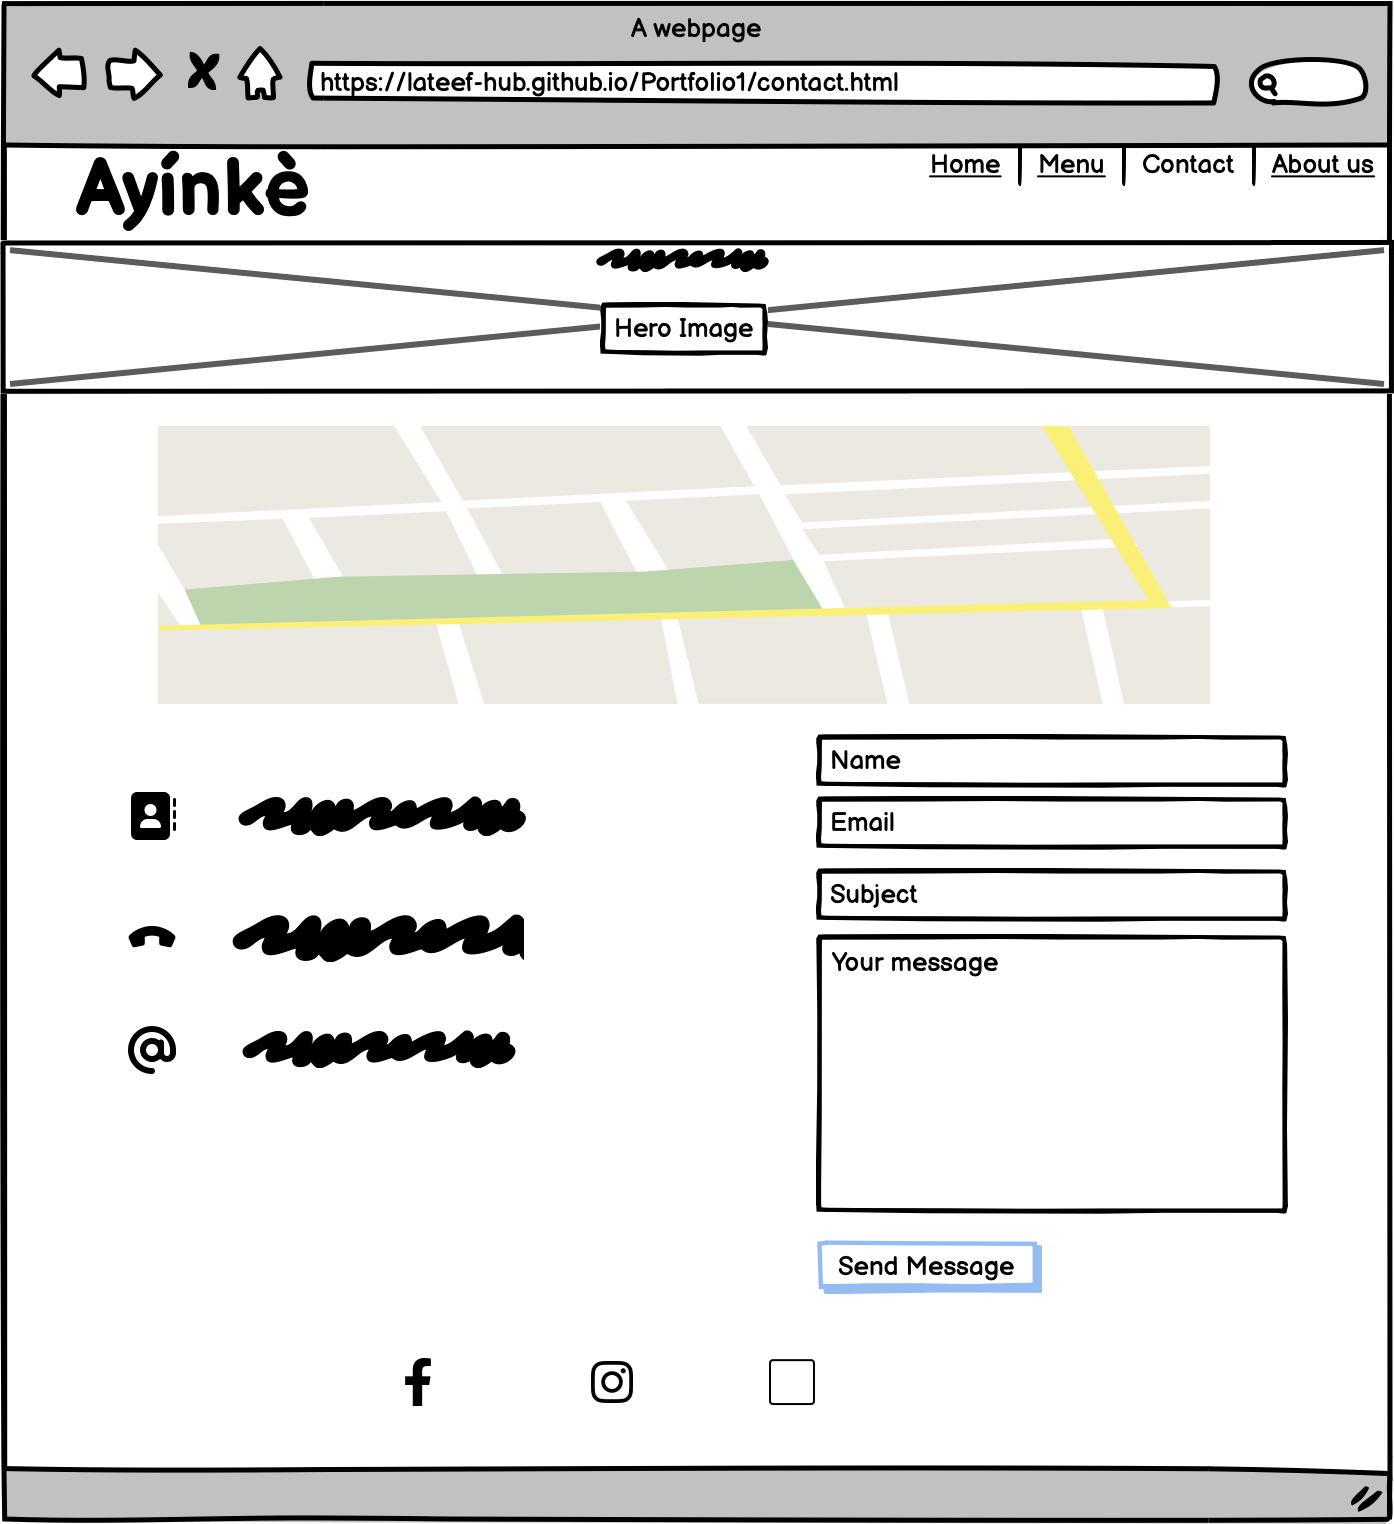 A webpage
https://lateef-hub.github.io/Portfolio1/contact.html
Ayínkè
Home Menu Contact About us
Hero Image
Name
Email
Subject
Your message
Send Message